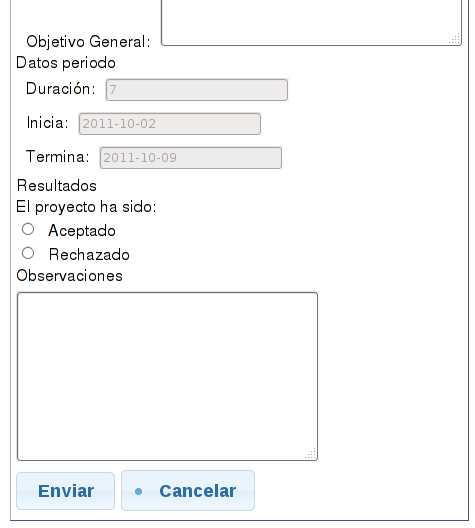 Objetivo General:
Datos periodo
Duración: 7
Inicia: 2011-10-02
Termina: 2011-10-09
Resultados
El proyecto ha sido:
Aceptado
Rechazado
Observaciones
Enviar Cancelar